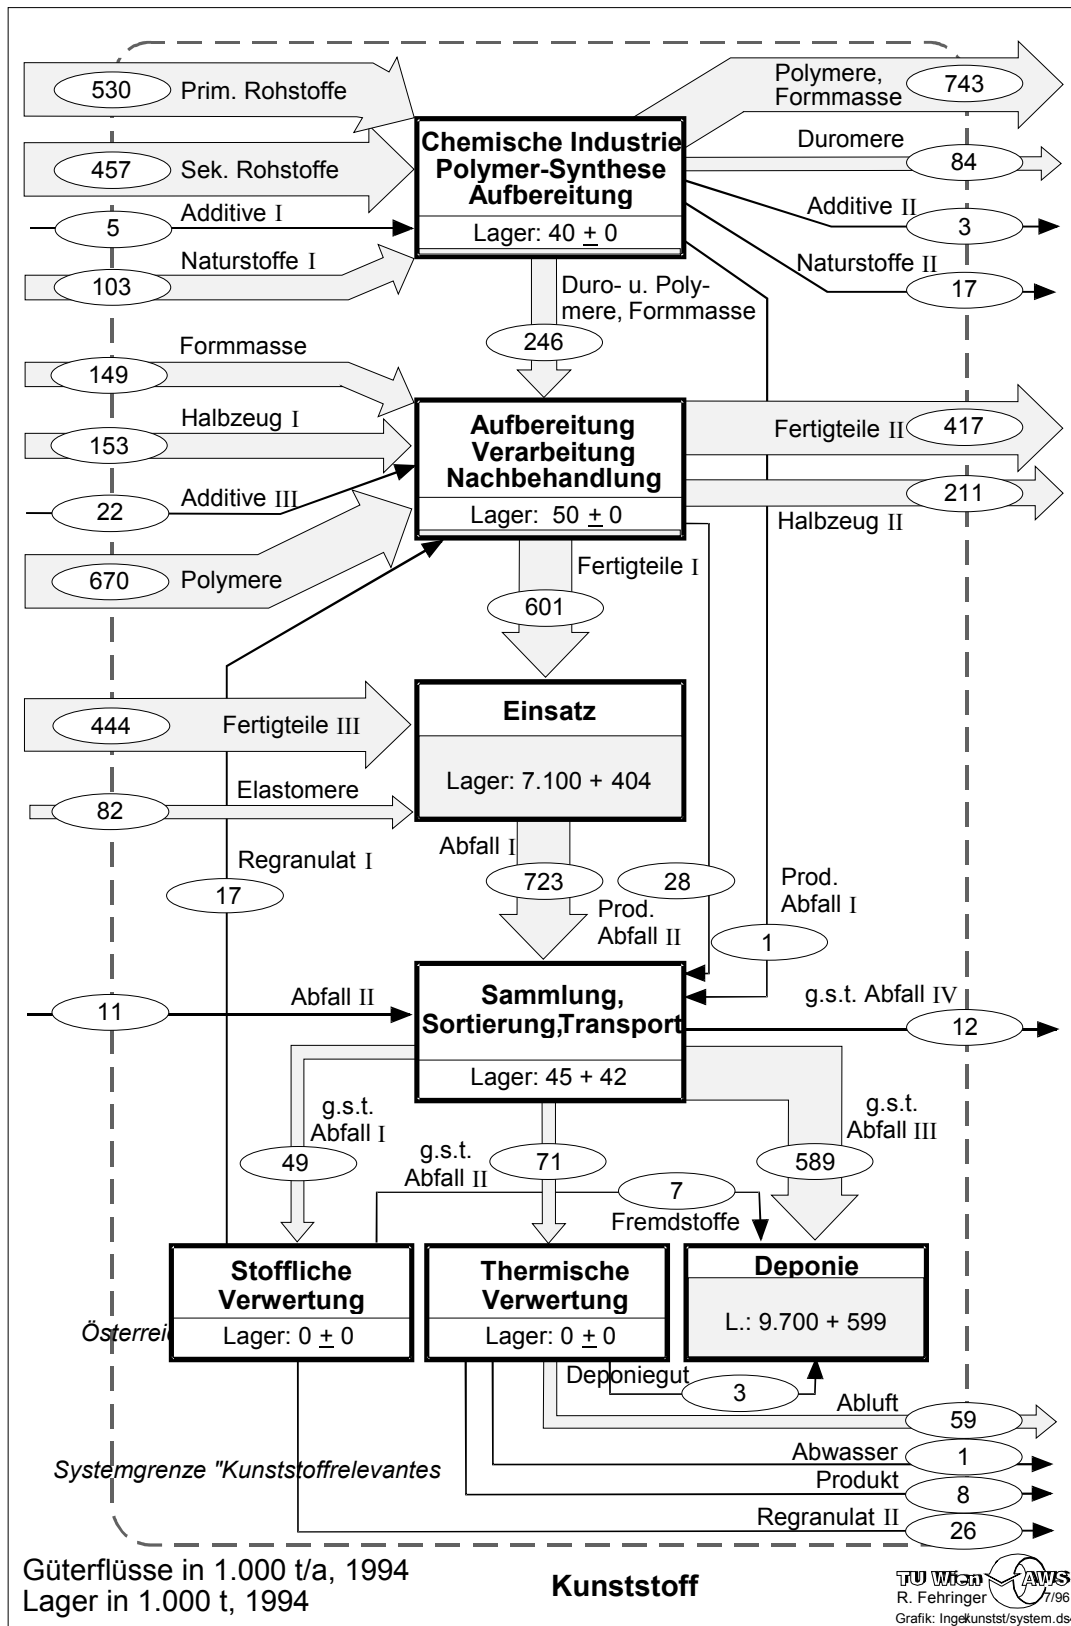 530
Prim. Rohstoffe
Polymere,
Formmasse
743
Chemische Industrie
Polymer-Synthese
Aufbereitung
Lager: 40 ± 0
Duromere
84
457
Sek. Rohstoffe
Additive I
5
Additive II
3
Naturstoffe I
103
Naturstoffe II
17
Duro- u. Poly-
mere, Formmasse
246
Formmasse
149
Halbzeug I
153
Additive III
22
Polymere
670
Aufbereitung
Verarbeitung
Nachbehandlung
Lager: 50 ± 0
Fertigteile II
417
211
Halbzeug II
Fertigteile I
601
444
Fertigteile III
Einsatz
Lager: 7.100 + 404
Elastomere
82
Regranulat I
17
Abfall I
723
28
Prod.
Abfall II
Prod.
Abfall I
1
Abfall II
11
Sammlung,
Sortierung,Transport
Lager: 45 + 42
g.s.t. Abfall IV
12
g.s.t.
Abfall I
49
g.s.t.
Abfall II
71
g.s.t.
Abfall III
589
7
Fremdstoffe
Stoffliche
Verwertung
Lager: 0 ± 0
Thermische
Verwertung
Lager: 0 ± 0
Deponie
L.: 9.700 + 599
Österreic
Deponiegut
3
Abluft
59
Abwasser
1
Produkt
8
Regranulat II
26
Systemgrenze "Kunststoffrelevantes
Güterflüsse in 1.000 t/a, 1994
Lager in 1.000 t, 1994
Kunststoff
TU Wien AWS
R. Fehringer 7/96
Grafik: Inge